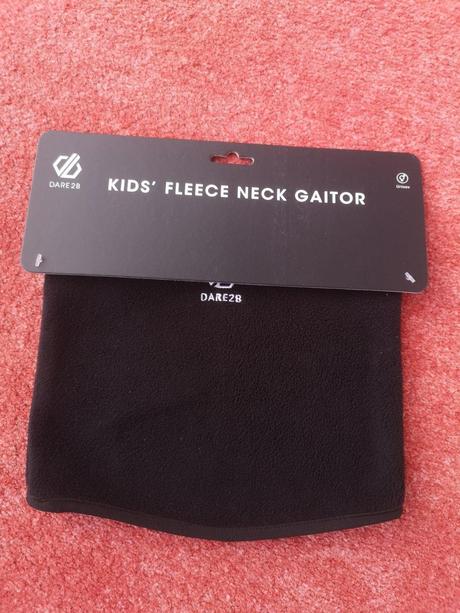 DARE2B
KIDS' FLEECE NECK GAITOR
Unisex
DARE2B